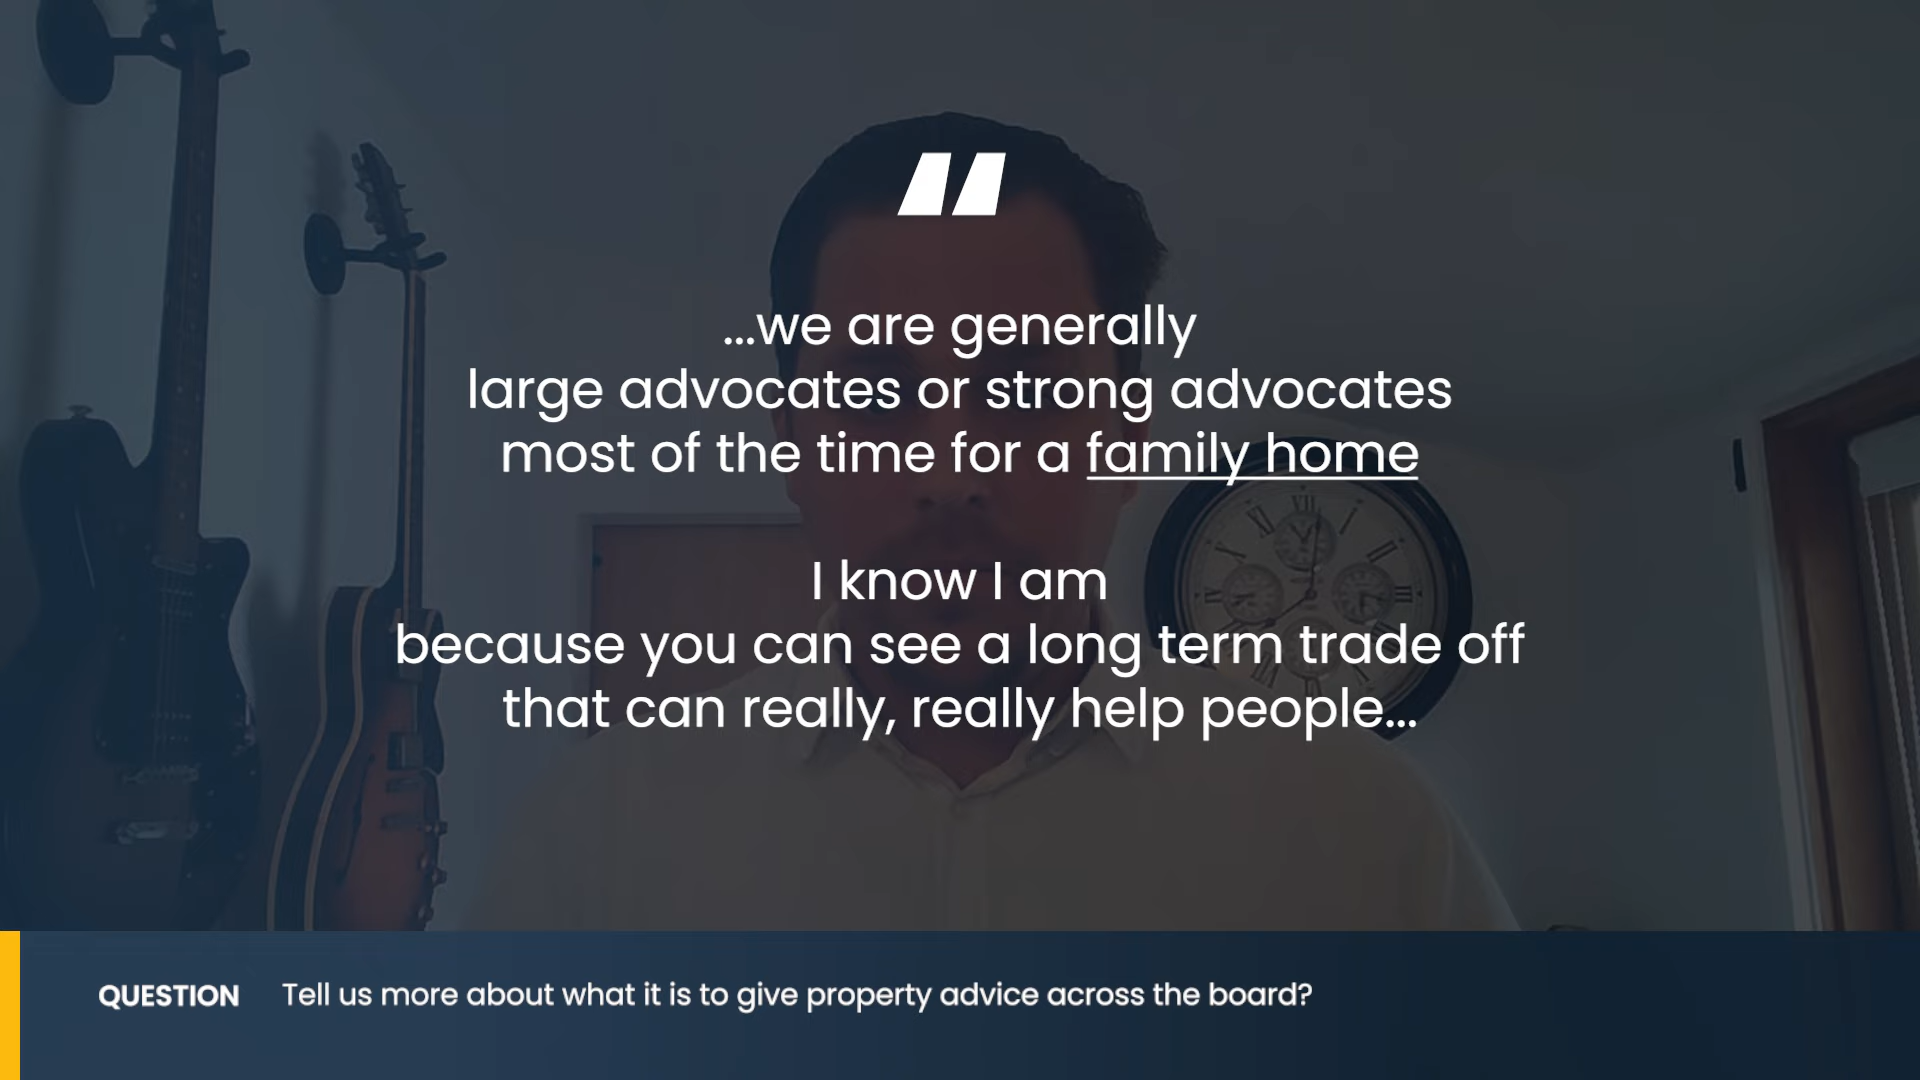 “
...we are generally
large advocates or strong advocates
most of the time for a family home
I know I am
because you can see a long term trade off
that can really, really help people...
QUESTION Tell us more about what it is to give property advice across the board?